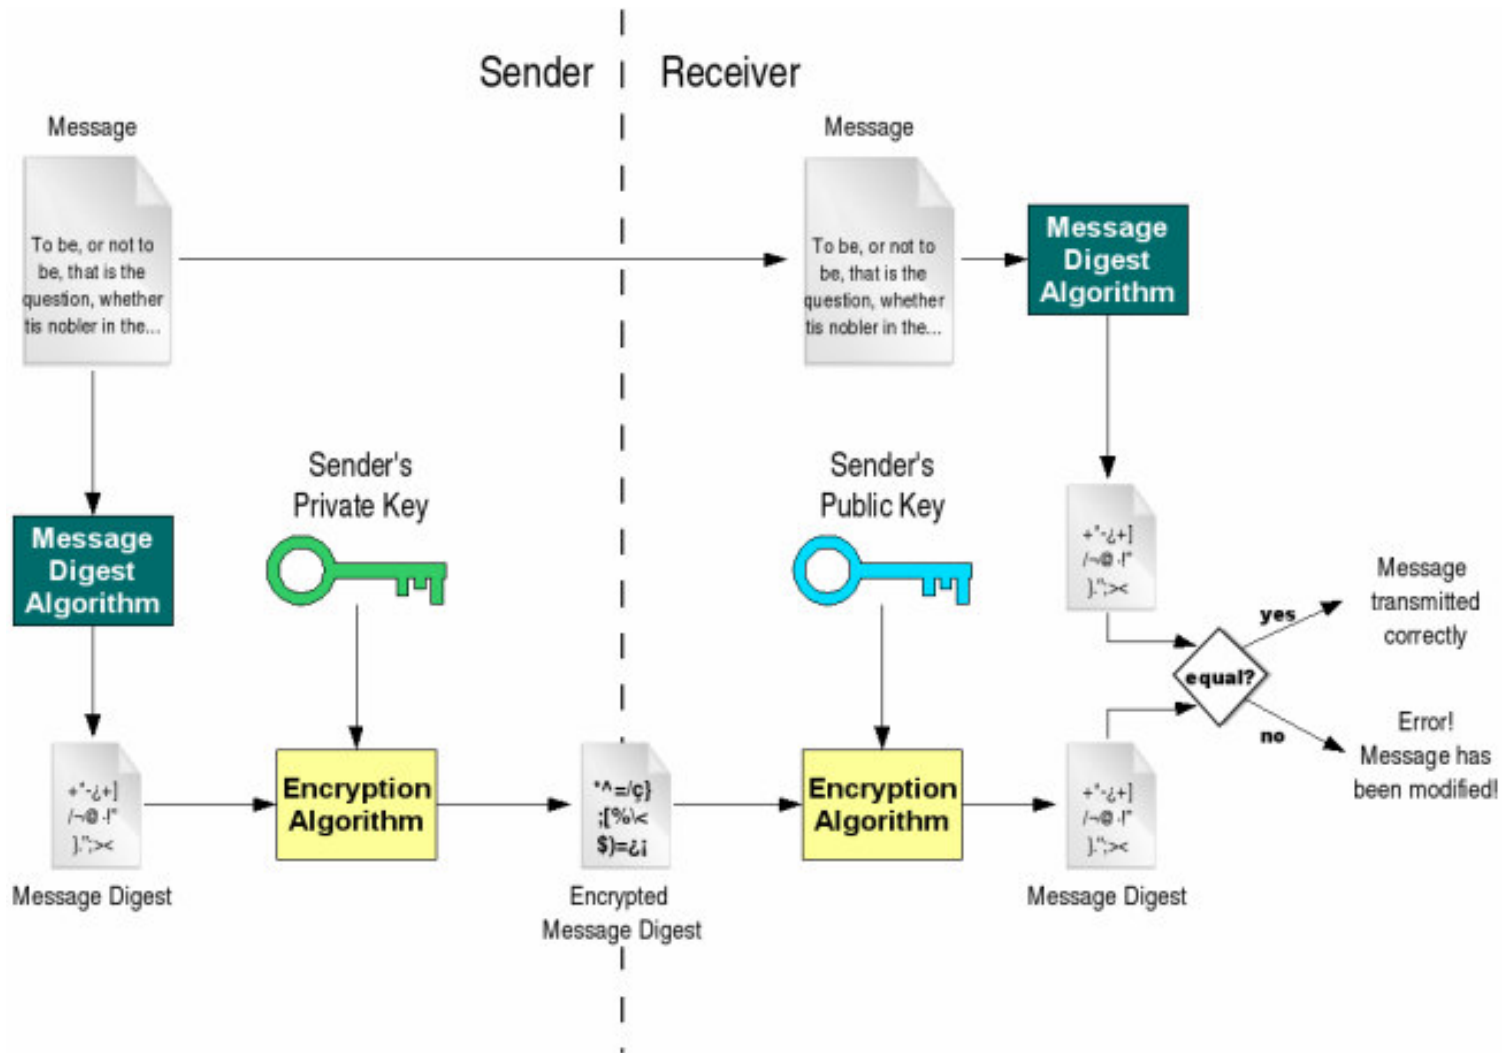 Sender
Receiver
Message
To be, or not to
be, that is the
question, whether
tis nobler in the...
Message
To be, or not to
be, that is the
question, whether
tis nobler in the...
Message
Digest
Algorithm
Sender's
Private Key
Sender's
Public Key
Message
Digest
Algorithm
+*-¿+]
/¬@·!"
}.";><
yes
Message
transmitted
correctly
equal?
no
Error!
Message has
been modified!
+*-¿+]
/¬@·!"
}.";><
Message Digest
Encryption
Algorithm
*^=/ç}
;[%\<
$)=¿¡
Encrypted
Message Digest
Encryption
Algorithm
+*-¿+]
/¬@·!"
}.";><
Message Digest